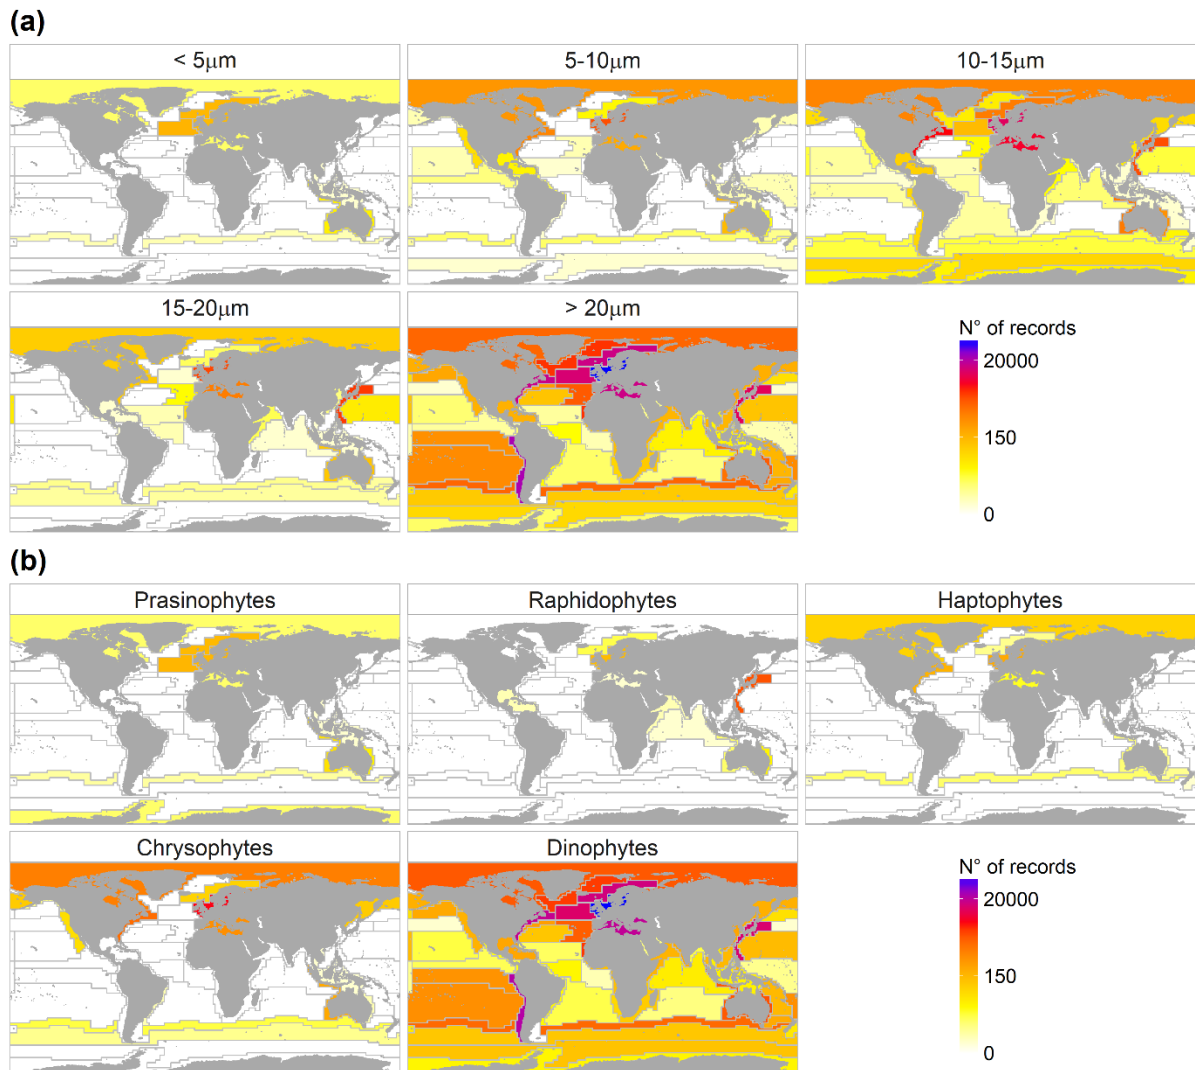 (a)
< 5μm
5-10μm
10-15μm
15-20μm
> 20μm
N° of records
20000
150
0
(b)
Prasinophytes
Raphidophytes
Haptophytes
Chrysophytes
Dinophytes
N° of records
20000
150
0